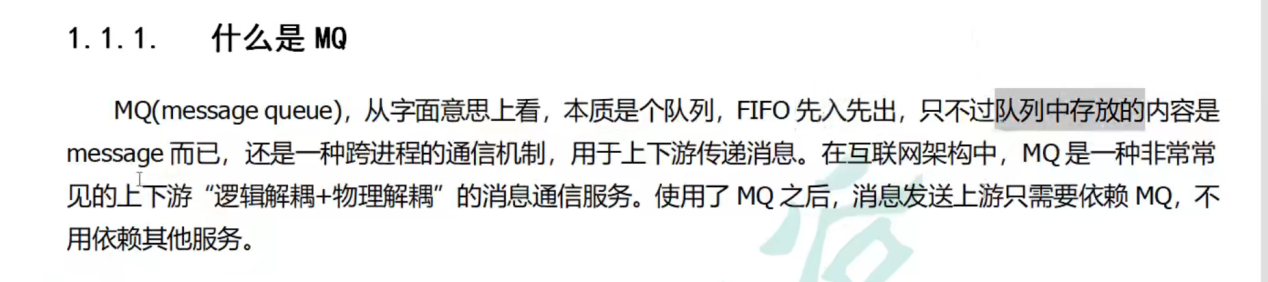 1.1.1. 什么是 MQ
MQ(message queue)，从字面意思上看，本质是个队列，FIFO 先入先出，只不过队列中存放的内容是
message 而已，还是一种跨进程的通信机制，用于上下游传递消息。在互联网架构中，MQ 是一种非常常
见的上下游“逻辑解耦+物理解耦”的消息通信服务。使用了 MQ 之后，消息发送上游只需要依赖 MQ，不
用依赖其他服务。